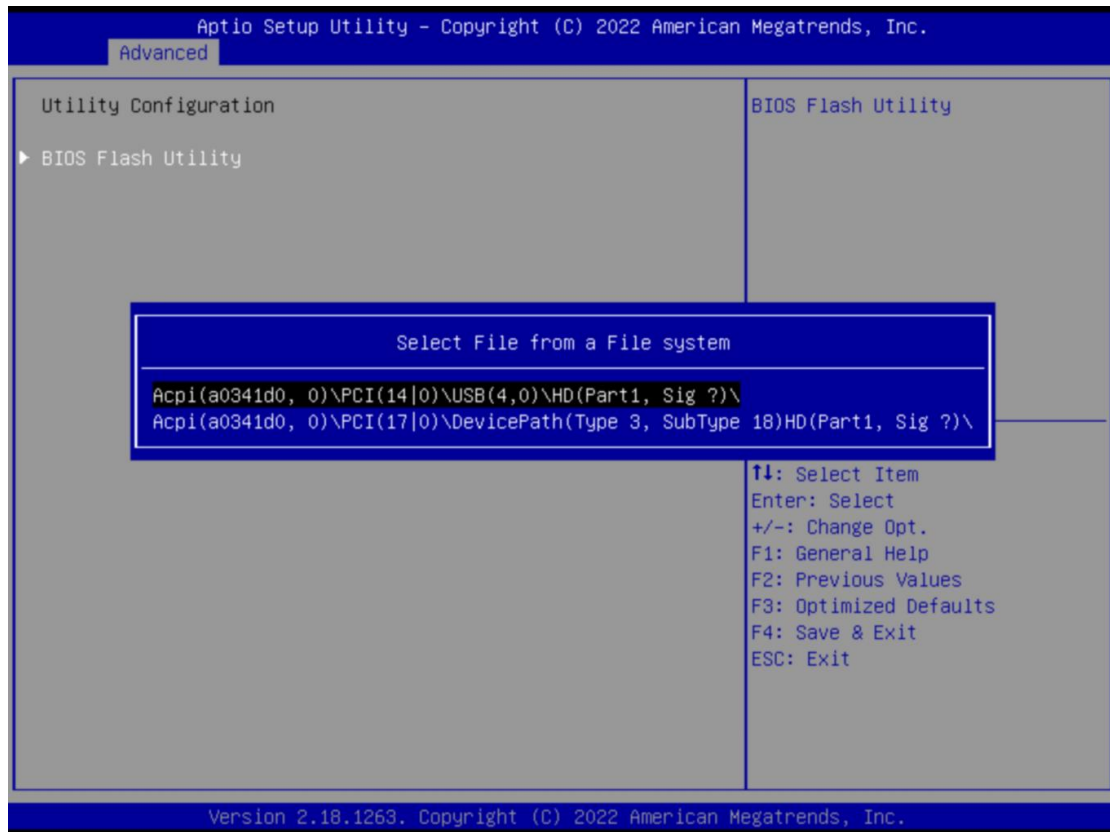 Aptio Setup Utility – Copyright (C) 2022 American Megatrends, Inc.
Advanced
Utility Configuration
BIOS Flash Utility
▶ BIOS Flash Utility
Select File from a File system
Acpi(a0341d0, 0)\PCI(14|0)\USB(4,0)\HD(Part1, Sig ?)\
Acpi(a0341d0, 0)\PCI(17|0)\DevicePath(Type 3, SubType 18)HD(Part1, Sig ?)\
↑↓: Select Item
Enter: Select
+/-: Change Opt.
F1: General Help
F2: Previous Values
F3: Optimized Defaults
F4: Save & Exit
ESC: Exit
Version 2.18.1263. Copyright (C) 2022 American Megatrends, Inc.